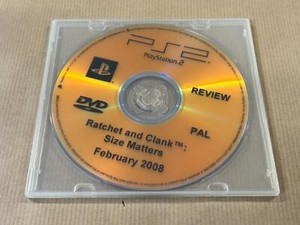 PS2
PlayStation®2
REVIEW
DVD
PAL
Ratchet and Clank™:
Size Matters
February 2008